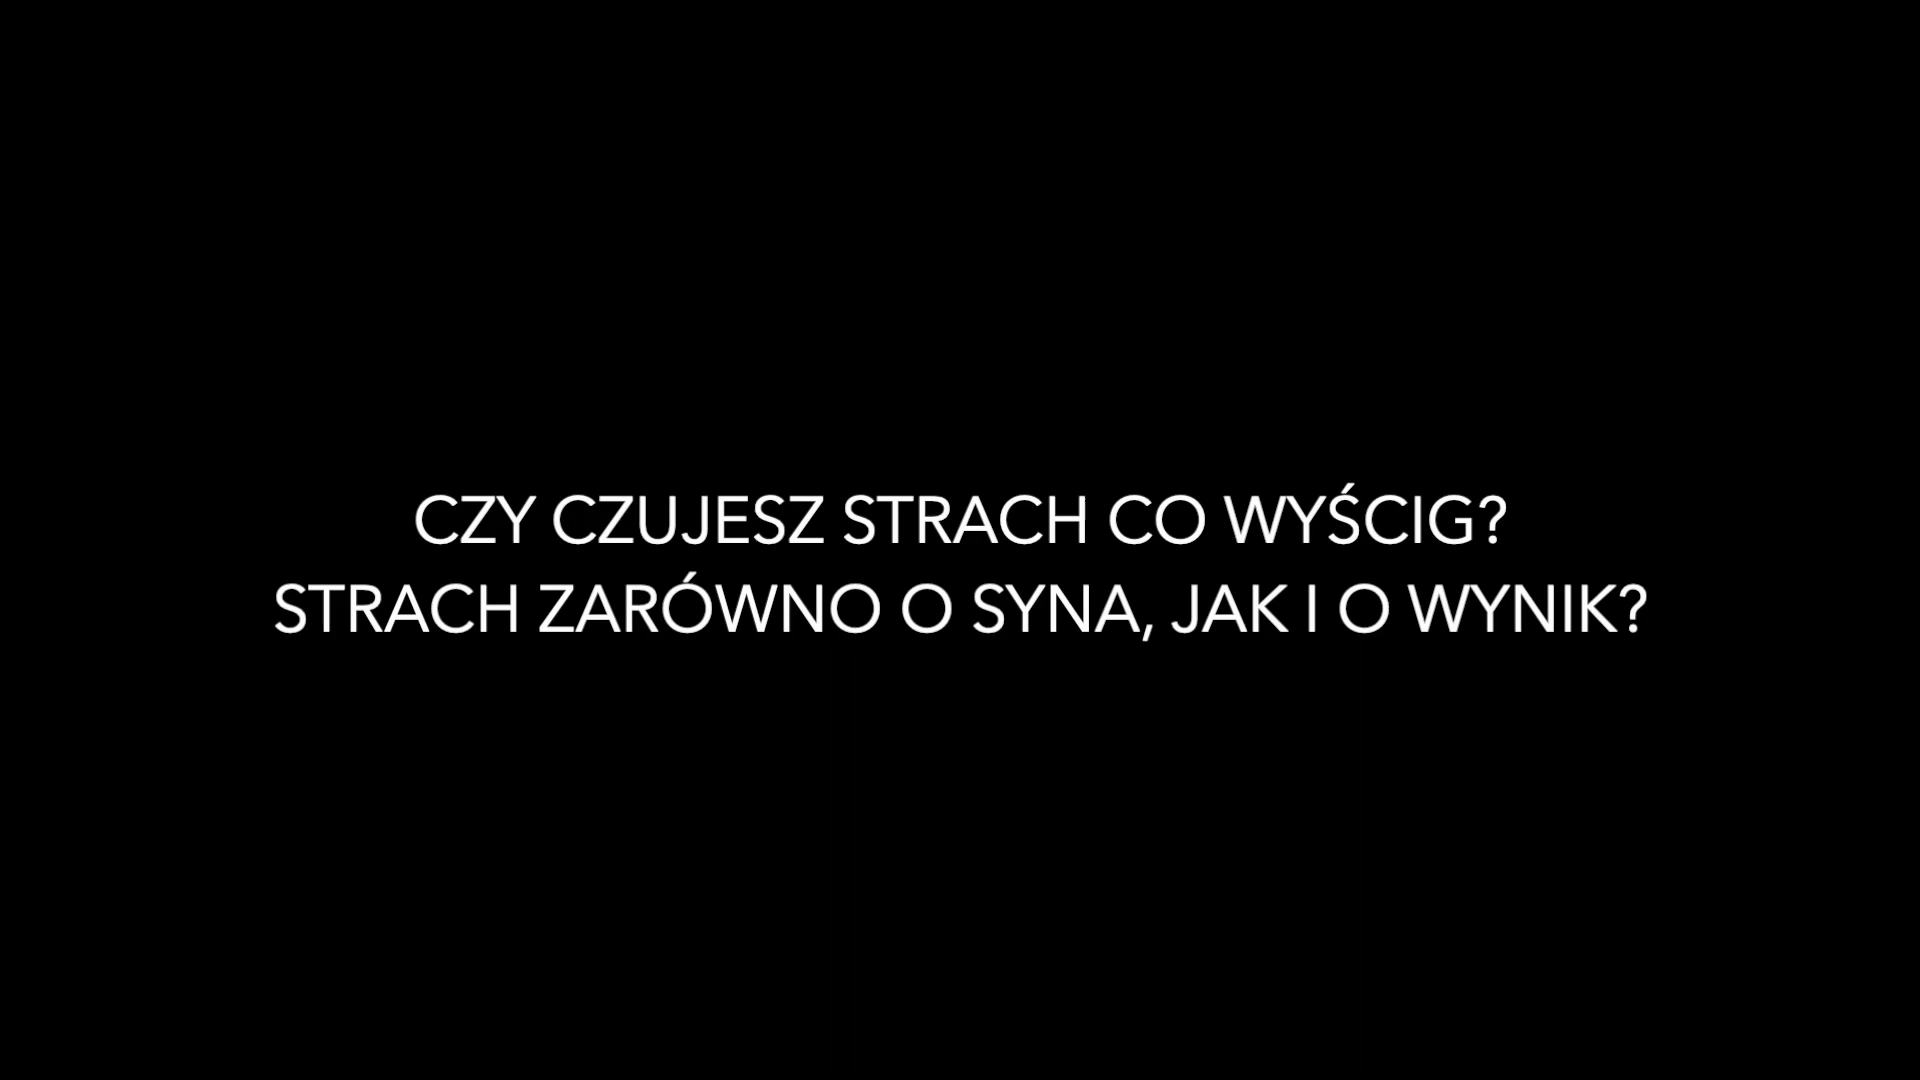 CZY CZUJESZ STRACH CO WYŚCIG?
STRACH ZARÓWNO O SYNA, JAK I O WYNIK?